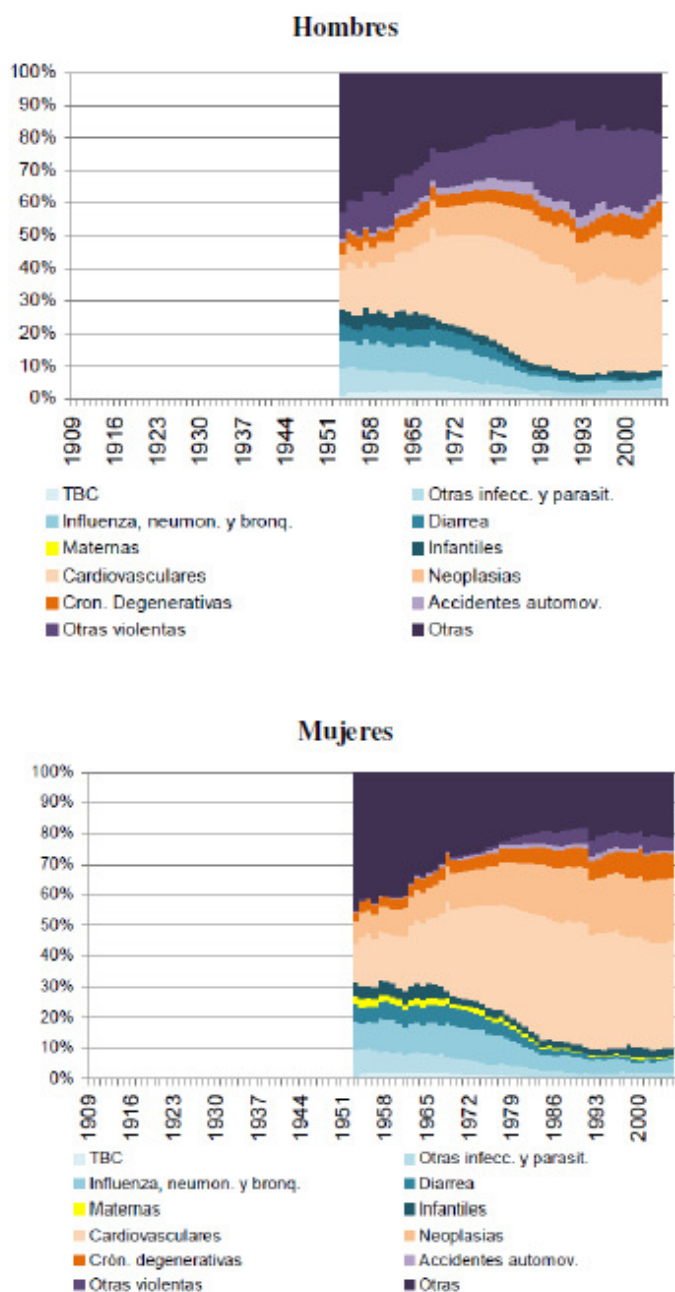 Hombres
100%
90%
80%
70%
60%
50%
40%
30%
20%
10%
0%
1909 1916 1923 1930 1937 1944 1951 1958 1965 1972 1979 1986 1993 2000
TBC Otras infecc. y parasit.
Influenza, neumon. y bronq. Diarrea
Maternas Infantiles
Cardiovasculares Neoplasias
Cron. Degenerativas Accidentes automov.
Otras violentas Otras
Mujeres
100%
90%
80%
70%
60%
50%
40%
30%
20%
10%
0%
1909 1916 1923 1930 1937 1944 1951 1958 1965 1972 1979 1986 1993 2000
TBC Otras infecc. y parasit.
Influenza, neumon. y bronq. Diarrea
Maternas Infantiles
Cardiovasculares Neoplasias
Crón. degenerativas Accidentes automov.
Otras violentas Otras